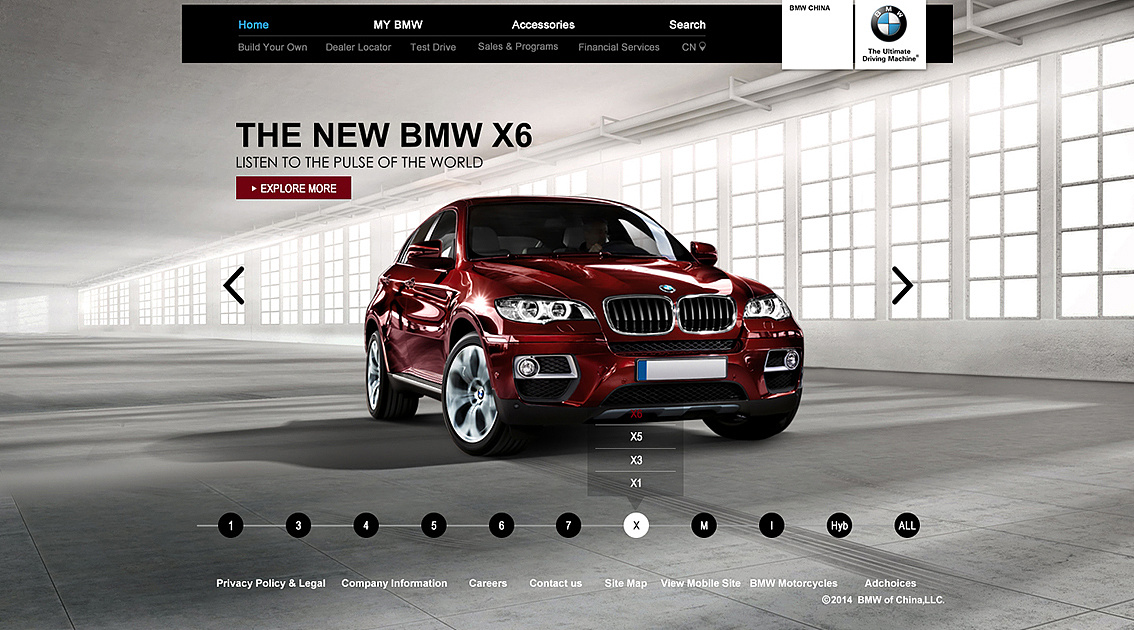 Home MY BMW Accessories Search
Build Your Own Dealer Locator Test Drive Sales & Programs Financial Services CN
BMW CHINA
BMW
The Ultimate
Driving Machine®
THE NEW BMW X6
LISTEN TO THE PULSE OF THE WORLD
EXPLORE MORE
X6
X5
X3
X1
1 3 4 5 6 7 X M I Hyb ALL
Privacy Policy & Legal Company Information Careers Contact us Site Map View Mobile Site BMW Motorcycles Adchoices
©2014 BMW of China,LLC.